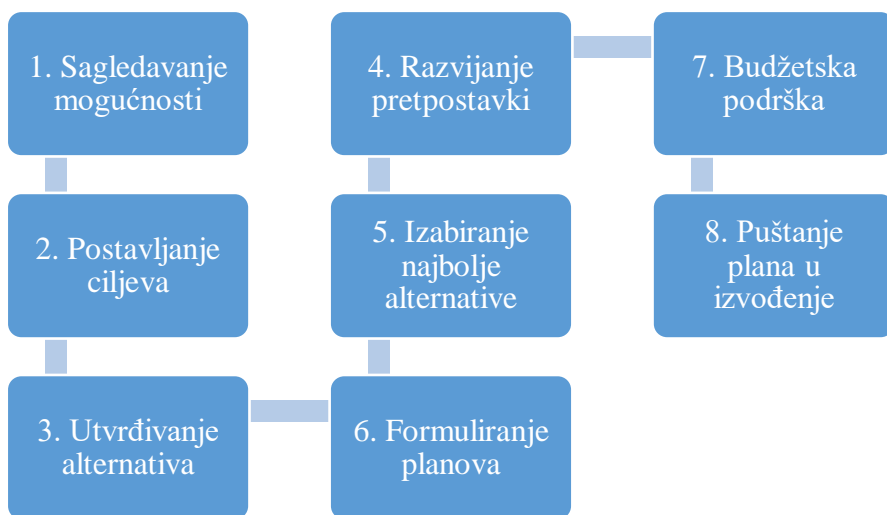 1. Sagledavanje
mogućnosti
2. Postavljanje
ciljeva
3. Utvrđivanje
alternativa
4. Razvijanje
pretpostavki
5. Izabiranje
najbolje
alternative
6. Formuliranje
planova
7. Budžetska
podrška
8. Puštanje
plana u
izvođenje